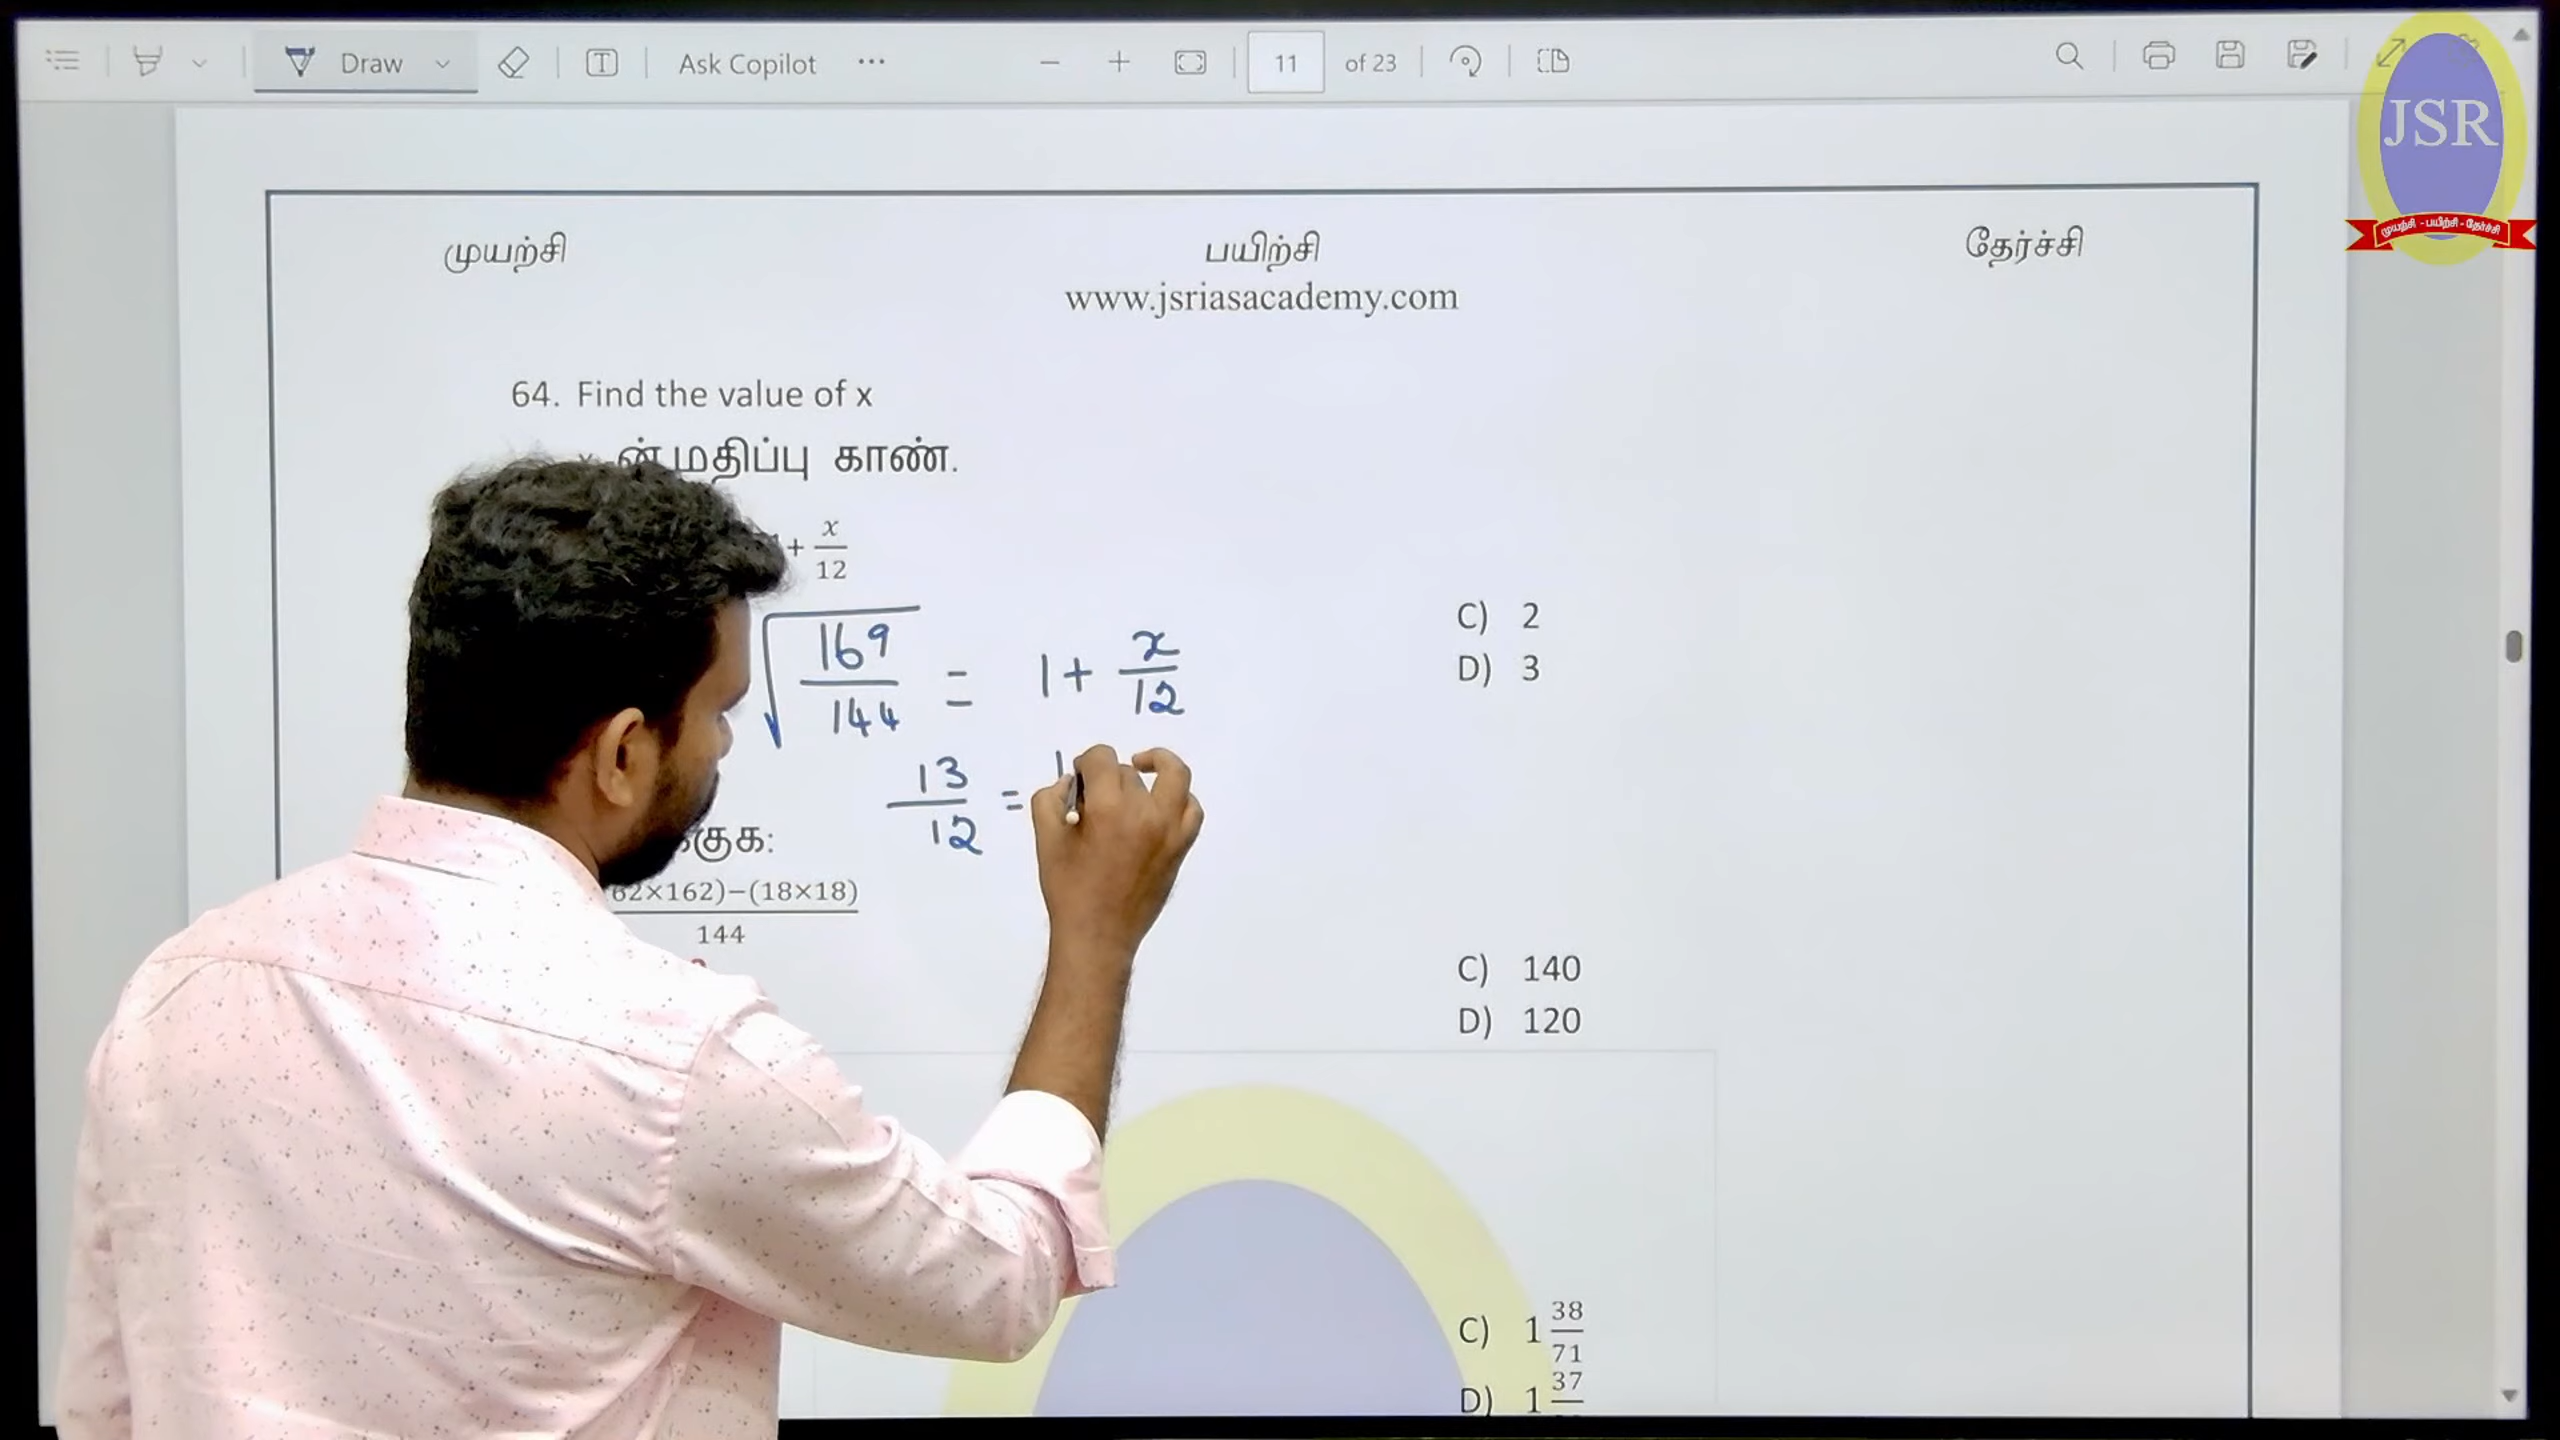 Draw
Ask Copilot
11 of 23
JSR
முயற்சி - பயிற்சி - தேர்ச்சி
முயற்சி பயிற்சி தேர்ச்சி
www.jsriasacademy.com
64. Find the value of x
ன் மதிப்பு காண்.
+ x/12
√169/144 = 1 + x/12
C) 2
D) 3
13/12 =
குக:
62×162)−(18×18)
144
C) 140
D) 120
C) 1 38/71
D) 1 37